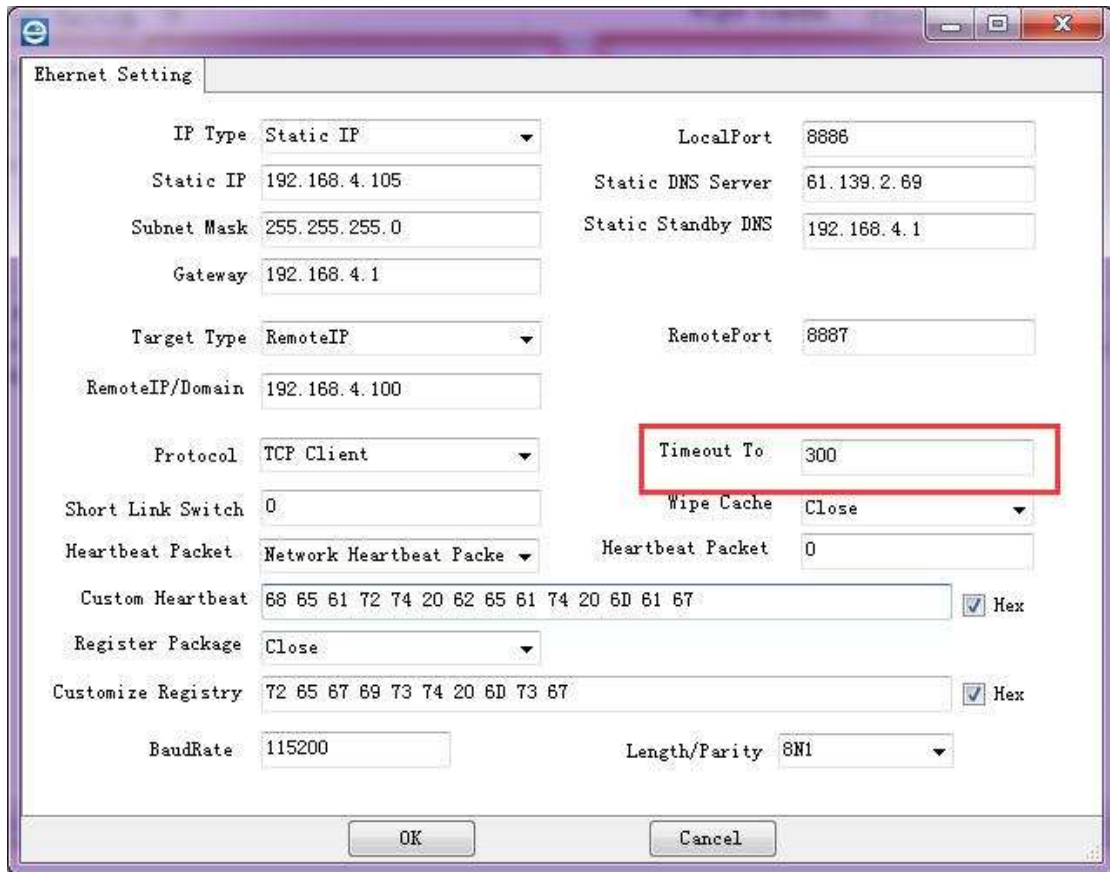 Ehernet Setting
IP Type Static IP LocalPort 8886
Static IP 192.168.4.105 Static DNS Server 61.139.2.69
Subnet Mask 255.255.255.0 Static Standby DNS 192.168.4.1
Gateway 192.168.4.1
Target Type RemoteIP RemotePort 8887
RemoteIP/Domain 192.168.4.100
Protocol TCP Client Timeout To 300
Short Link Switch 0 Wipe Cache Close
Heartbeat Packet Network Heartbeat Packe Heartbeat Packet 0
Custom Heartbeat 68 65 61 72 74 20 62 65 61 74 20 6D 61 67 Hex
Register Package Close
Customize Registry 72 65 67 69 73 74 20 6D 73 67 Hex
BaudRate 115200 Length/Parity 8N1
OK Cancel